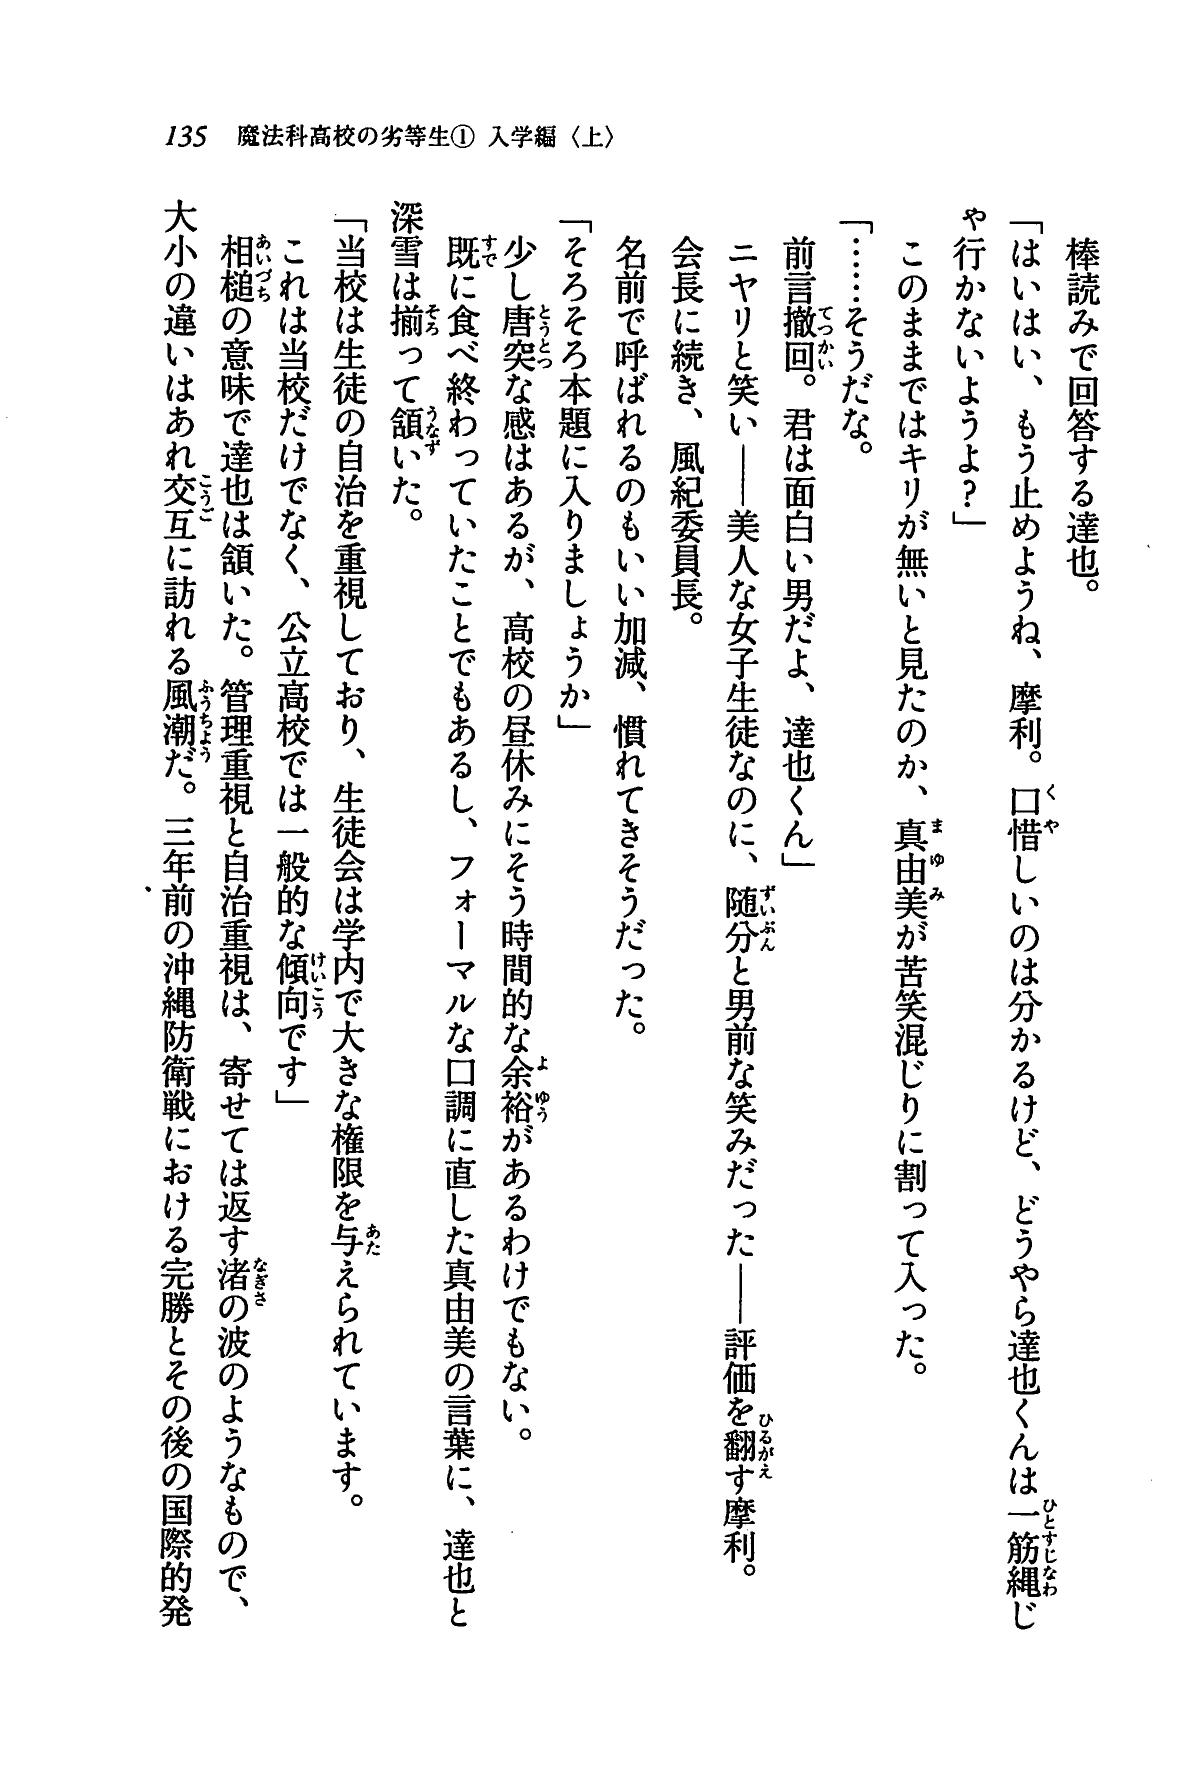 135　魔法科高校の劣等生① 入学編〈上〉
棒読みで回答する達也。
「はいはい、もう止めようね、摩利。口惜しいのは分かるけど、どうやら達也くんは一筋縄じ
ゃ行かないようよ?」
このままではキリが無いと見たのか、真由美が苦笑混じりに割って入った。
「……そうだな。
前言撤回。君は面白い男だよ、達也くん」
ニヤリと笑い――美人な女子生徒なのに、随分と男前な笑みだった――評価を翻す摩利。
会長に続き、風紀委員長。
名前で呼ばれるのもいい加減、慣れてきそうだった。
「そろそろ本題に入りましょうか」
少し唐突な感はあるが、高校の昼休みにそう時間的な余裕があるわけでもない。
既に食べ終わっていたことでもあるし、フォーマルな口調に直した真由美の言葉に、達也と
深雪は揃って頷いた。
「当校は生徒の自治を重視しており、生徒会は学内で大きな権限を与えられています。
これは当校だけでなく、公立高校では一般的な傾向です」
相槌の意味で達也は頷いた。管理重視と自治重視は、寄せては返す渚の波のようなもので、
大小の違いはあれ交互に訪れる風潮だ。三年前の沖縄防衛戦における完勝とその後の国際的発